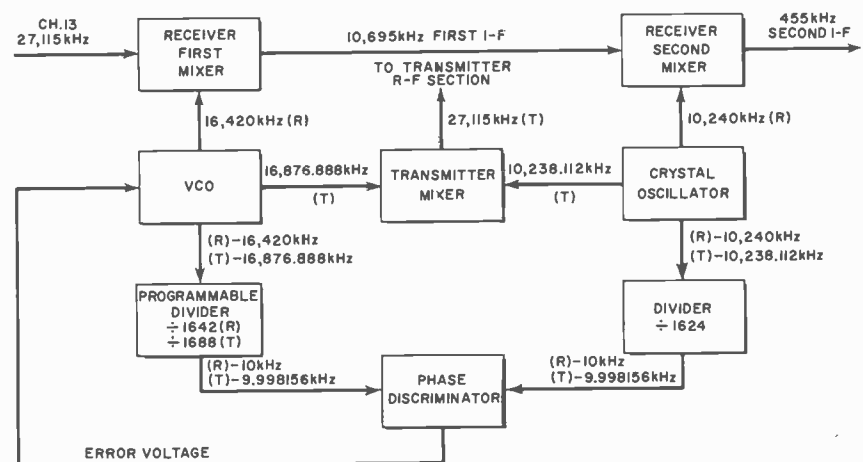 CH.13
27,115kHz
RECEIVER
FIRST
MIXER
10,695kHz FIRST I-F
RECEIVER
SECOND
MIXER
455kHz
SECOND I-F
TO TRANSMITTER
R-F SECTION
16,420kHz (R)
27,115kHz (T)
10,240kHz (R)
VCO
16,876.888kHz
(T)
TRANSMITTER
MIXER
10,238.112kHz
(T)
CRYSTAL
OSCILLATOR
(R)-16,420kHz
(T)-16,876.888kHz
(R)-10,240kHz
(T)-10,238.112kHz
PROGRAMMABLE
DIVIDER
÷1642(R)
÷1688(T)
DIVIDER
÷1624
(R)-10kHz
(T)-9.998156kHz
PHASE
DISCRIMINATOR
(R)-10kHz
(T)-9.998156kHz
ERROR VOLTAGE